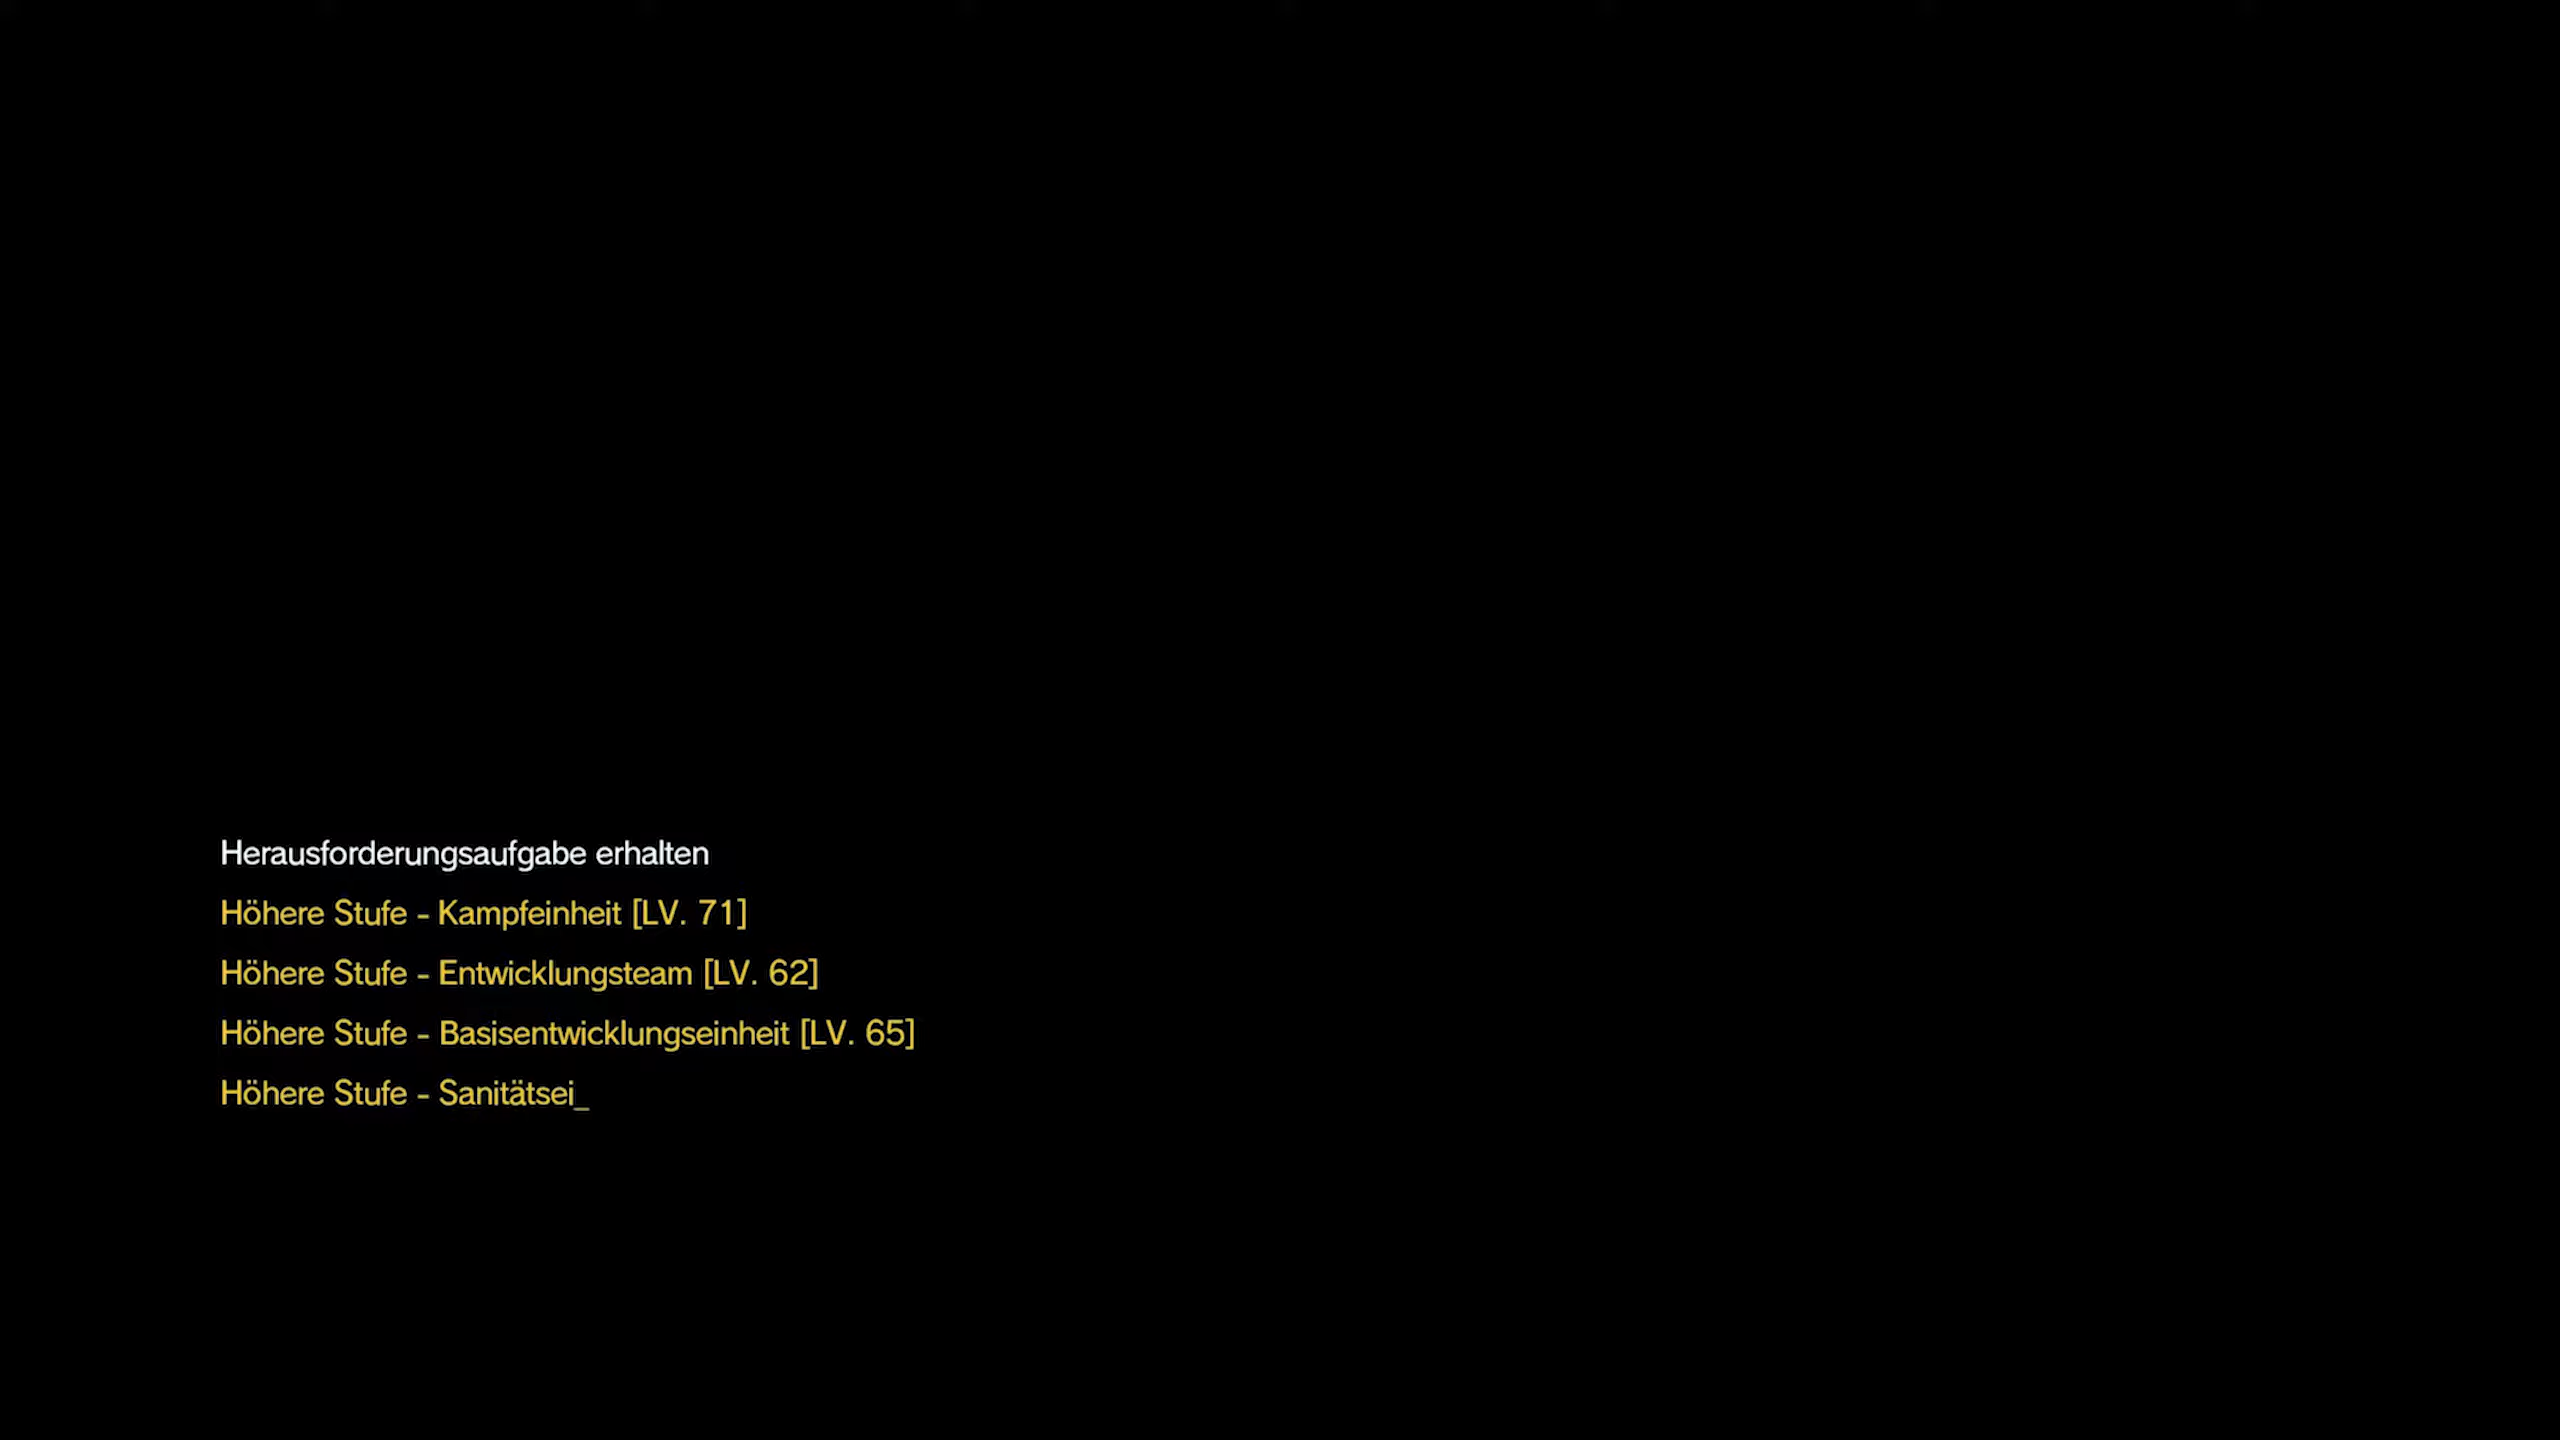 Herausforderungsaufgabe erhalten
Höhere Stufe - Kampfeinheit [LV. 71]
Höhere Stufe - Entwicklungsteam [LV. 62]
Höhere Stufe - Basisentwicklungseinheit [LV. 65]
Höhere Stufe - Sanitätsei_